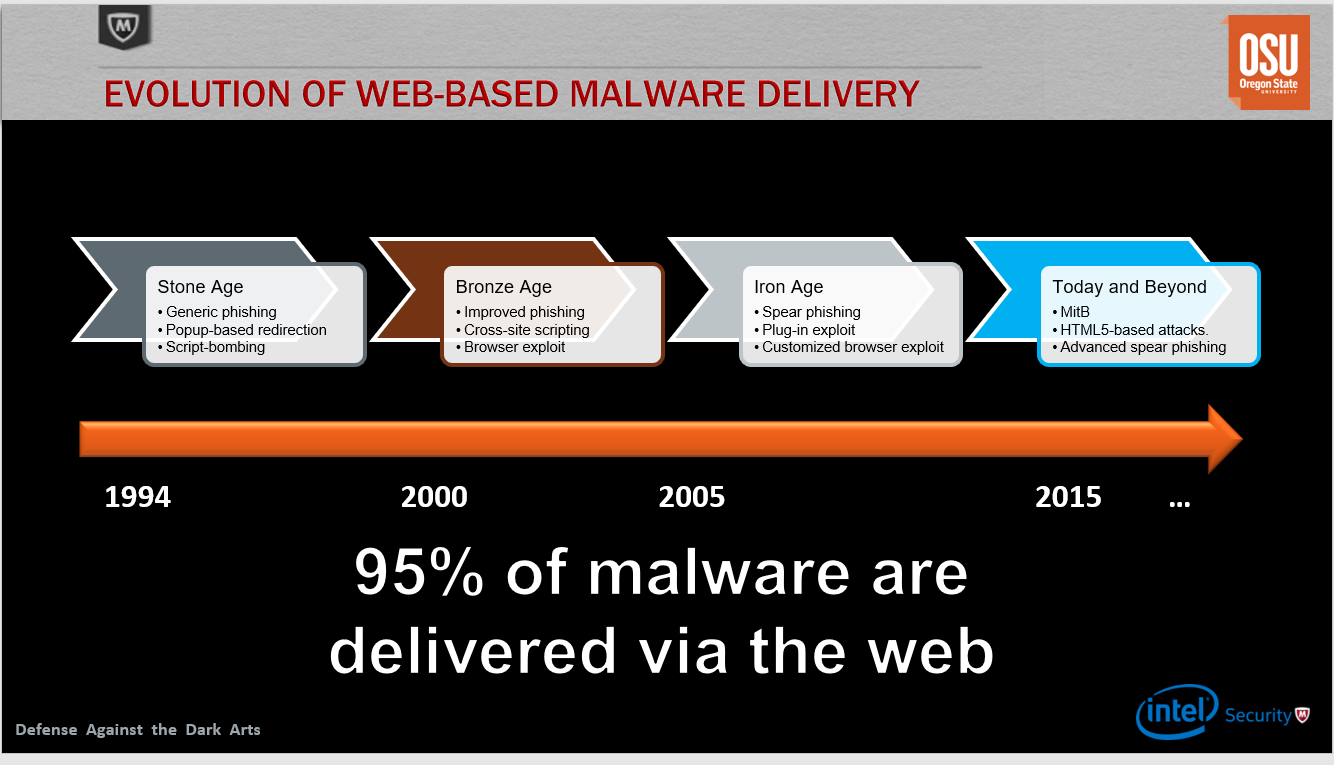 M
OSU
Oregon State
UNIVERSITY
EVOLUTION OF WEB-BASED MALWARE DELIVERY
Stone Age
• Generic phishing
• Popup-based redirection
• Script-bombing
Bronze Age
• Improved phishing
• Cross-site scripting
• Browser exploit
Iron Age
• Spear phishing
• Plug-in exploit
• Customized browser exploit
Today and Beyond
• MitB
• HTML5-based attacks.
• Advanced spear phishing
1994 2000 2005 2015 ...
95% of malware are
delivered via the web
Defense Against the Dark Arts
intel Security M